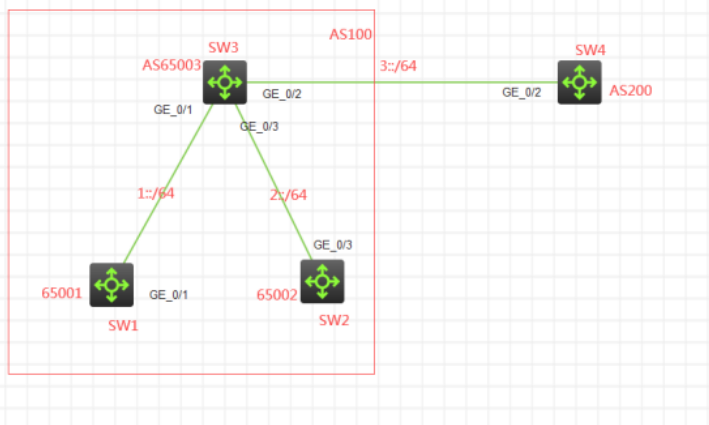 AS100
SW3
AS65003
SW4
3::/64
GE_0/2
GE_0/2
AS200
GE_0/1
GE_0/3
1::/64
2::/64
GE_0/3
65001
GE_0/1
65002
SW2
SW1